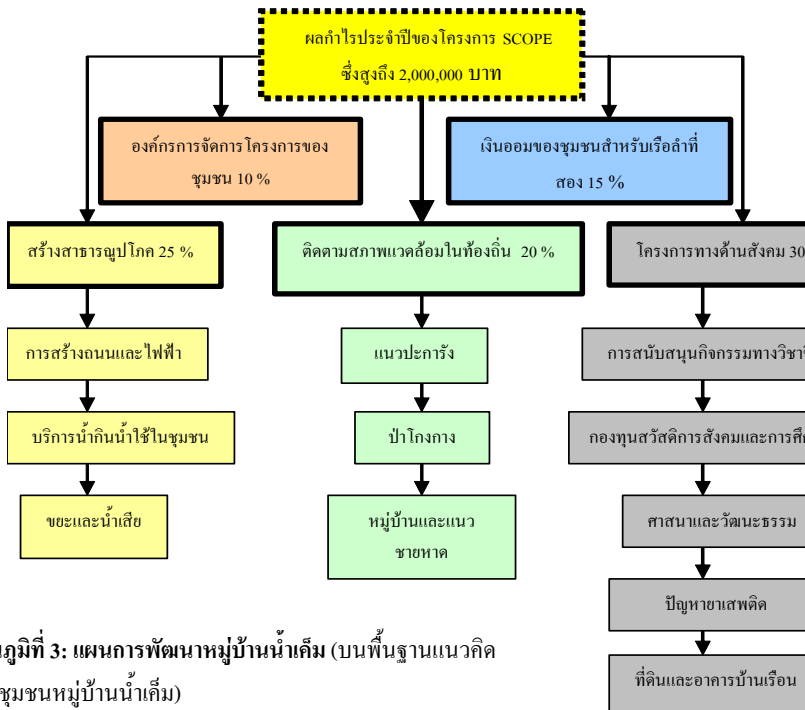 ผลกำไรประจำปีของโครงการ SCOPE
ซึ่งสูงถึง 2,000,000 บาท
องค์กรการจัดการโครงการของ
ชุมชน 10 %
เงินออมของชุมชนสำหรับเรือลำที่
สอง 15 %
สร้างสาธารณูปโภค 25 %
ติดตามสภาพแวดล้อมในท้องถิ่น 20 %
โครงการทางด้านสังคม 30
การสร้างถนนและไฟฟ้า
แนวปะการัง
การสนับสนุนกิจกรรมทางวิชาชี
บริการน้ำกินน้ำใช้ในชุมชน
ป่าโกงกาง
กองทุนสวัสดิการสังคมและการศึ
ขยะและน้ำเสีย
หมู่บ้านและแนว
ชายหาด
ศาสนาและวัฒนะธรรม
ปัญหายาเสพติด
ที่ดินและอาคารบ้านเรือน
นภูมิที่ 3: แผนการพัฒนาหมู่บ้านน้ำเค็ม (บนพื้นฐานแนวคิด
ชุมชนหมู่บ้านน้ำเค็ม)